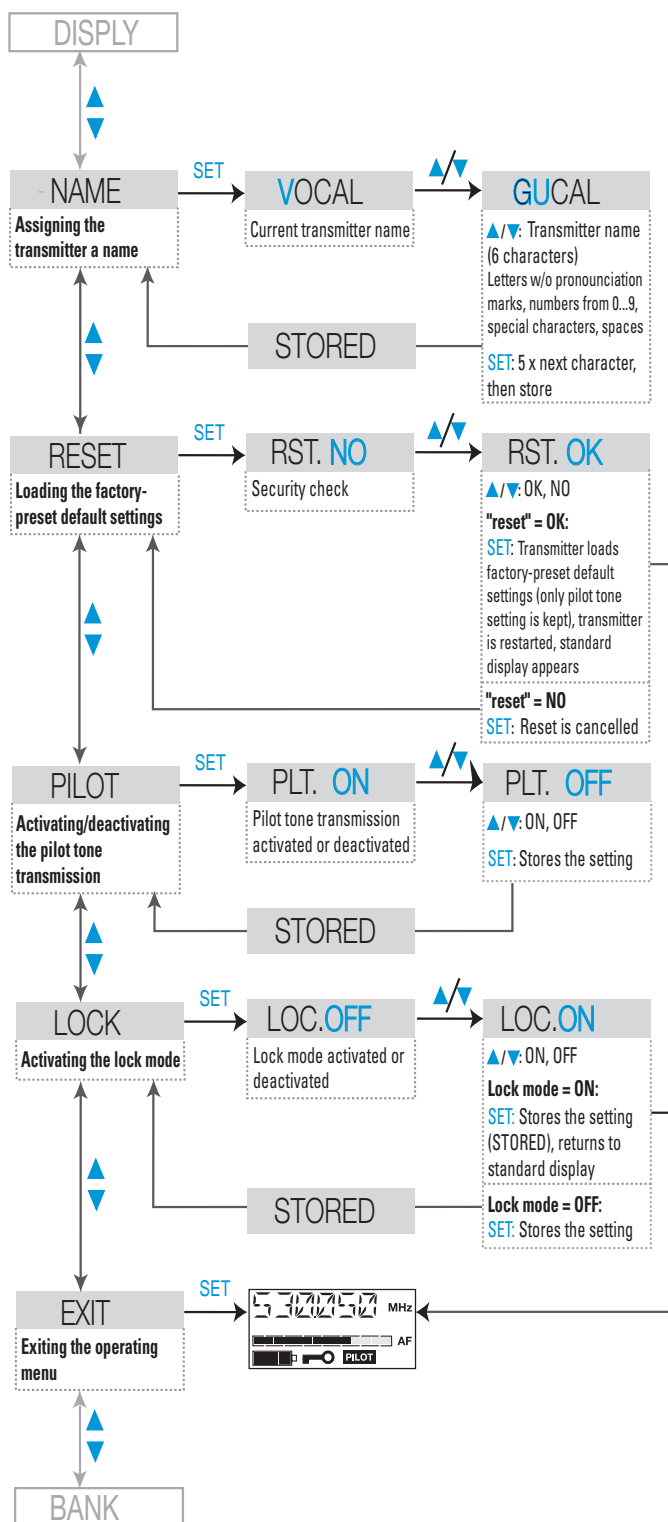 DISPLY
NAME
Assigning the
transmitter a name
SET
VOCAL
Current transmitter name
▲/▼
GUCAL
▲/▼: Transmitter name
(6 characters)
Letters w/o pronounciation
marks, numbers from 0...9,
special characters, spaces
SET: 5 x next character,
then store
STORED
RESET
Loading the factory-
preset default settings
SET
RST. NO
Security check
▲/▼
RST. OK
▲/▼: OK, NO
"reset" = OK:
SET: Transmitter loads
factory-preset default
settings (only pilot tone
setting is kept), transmitter
is restarted, standard
display appears
"reset" = NO
SET: Reset is cancelled
PILOT
Activating/deactivating
the pilot tone
transmission
SET
PLT. ON
Pilot tone transmission
activated or deactivated
▲/▼
PLT. OFF
▲/▼: ON, OFF
SET: Stores the setting
STORED
LOCK
Activating the lock mode
SET
LOC.OFF
Lock mode activated or
deactivated
▲/▼
LOC.ON
▲/▼: ON, OFF
Lock mode = ON:
SET: Stores the setting
(STORED), returns to
standard display
Lock mode = OFF:
SET: Stores the setting
STORED
EXIT
Exiting the operating
menu
SET
530.050 MHz
AF
PILOT
BANK